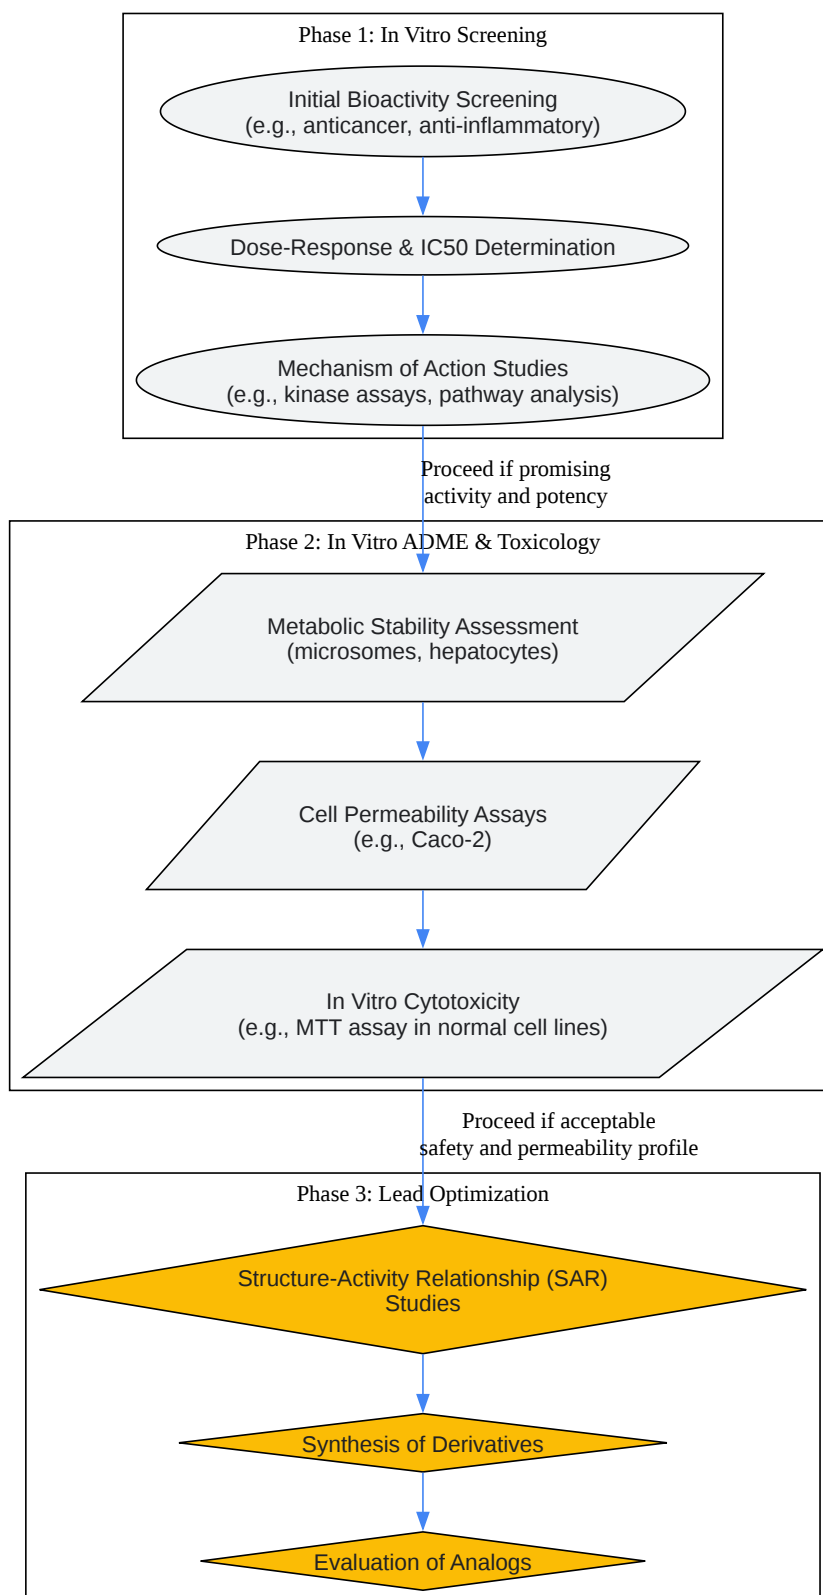 Phase 1: In Vitro Screening
Initial Bioactivity Screening
(e.g., anticancer, anti-inflammatory)
Dose-Response & IC50 Determination
Mechanism of Action Studies
(e.g., kinase assays, pathway analysis)
Proceed if promising
activity and potency
Phase 2: In Vitro ADME & Toxicology
Metabolic Stability Assessment
(microsomes, hepatocytes)
Cell Permeability Assays
(e.g., Caco-2)
In Vitro Cytotoxicity
(e.g., MTT assay in normal cell lines)
Proceed if acceptable
safety and permeability profile
Phase 3: Lead Optimization
Structure-Activity Relationship (SAR)
Studies
Synthesis of Derivatives
Evaluation of Analogs